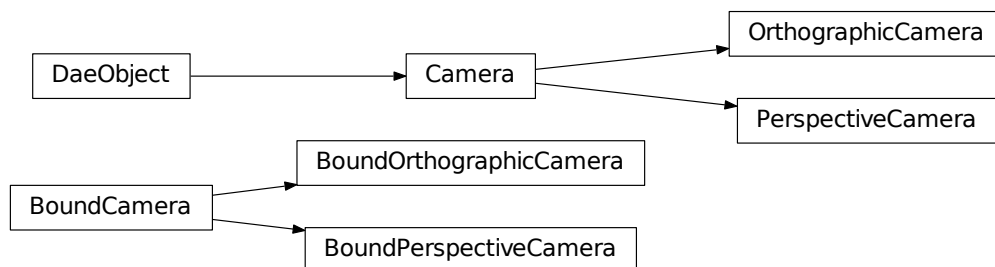 OrthographicCamera
DaeObject
Camera
PerspectiveCamera
BoundOrthographicCamera
BoundCamera
BoundPerspectiveCamera